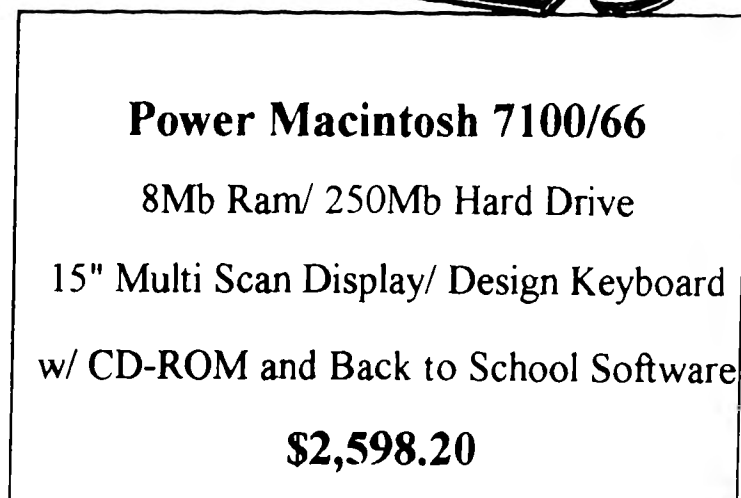 Power Macintosh 7100/66
8Mb Ram/ 250Mb Hard Drive
15" Multi Scan Display/ Design Keyboard
w/ CD-ROM and Back to School Software
$2,598.20